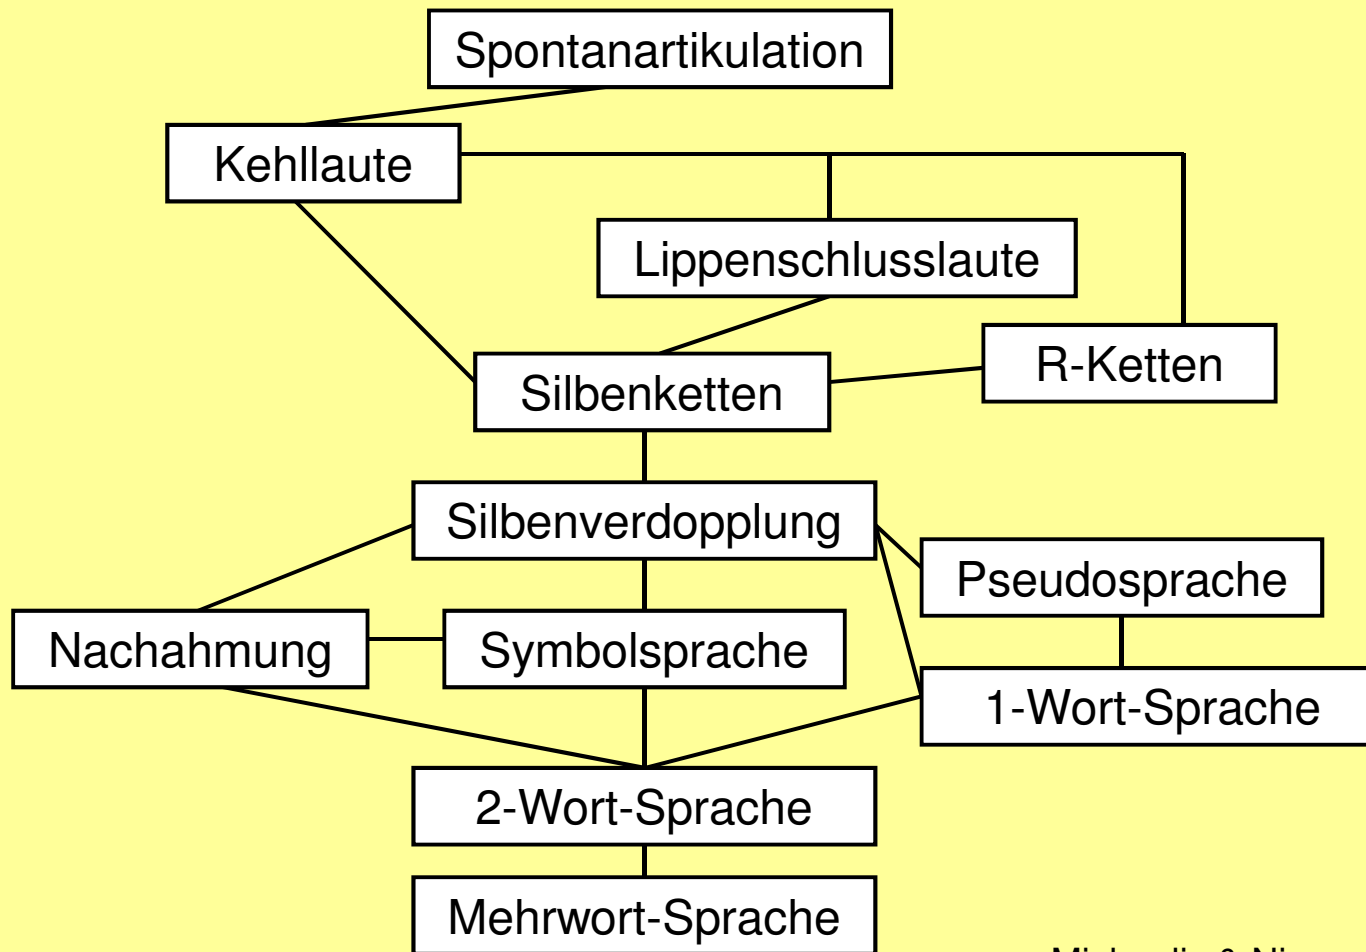 Spontanartikulation
Kehllaute
Lippenschlusslaute
R-Ketten
Silbenketten
Silbenverdopplung
Pseudosprache
Nachahmung
Symbolsprache
1-Wort-Sprache
2-Wort-Sprache
Mehrwort-Sprache